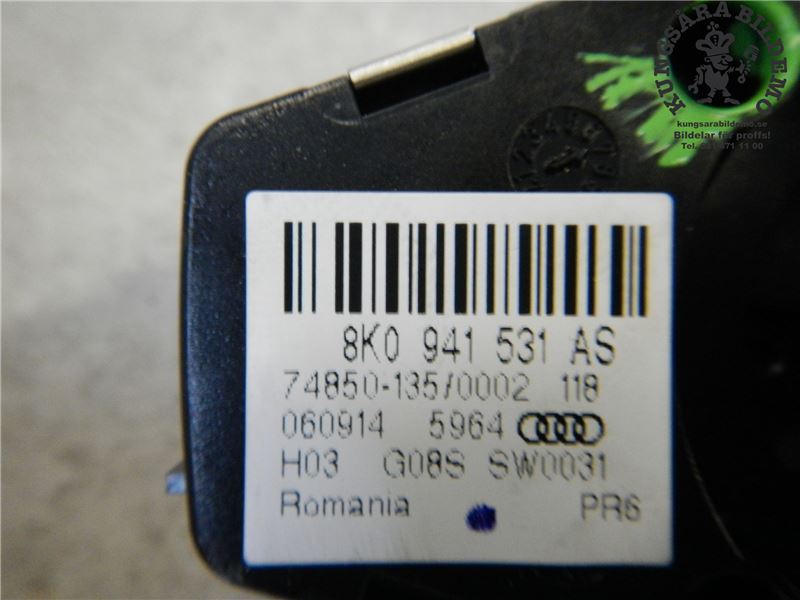 KUNGSÅRA BILDEMO
kungsarabildemo.se
Bildelar för proffs!
8K0 941 531 AS
74850-135/0002 118
060914 5964
H03 G08S SW0031
Romania PR6